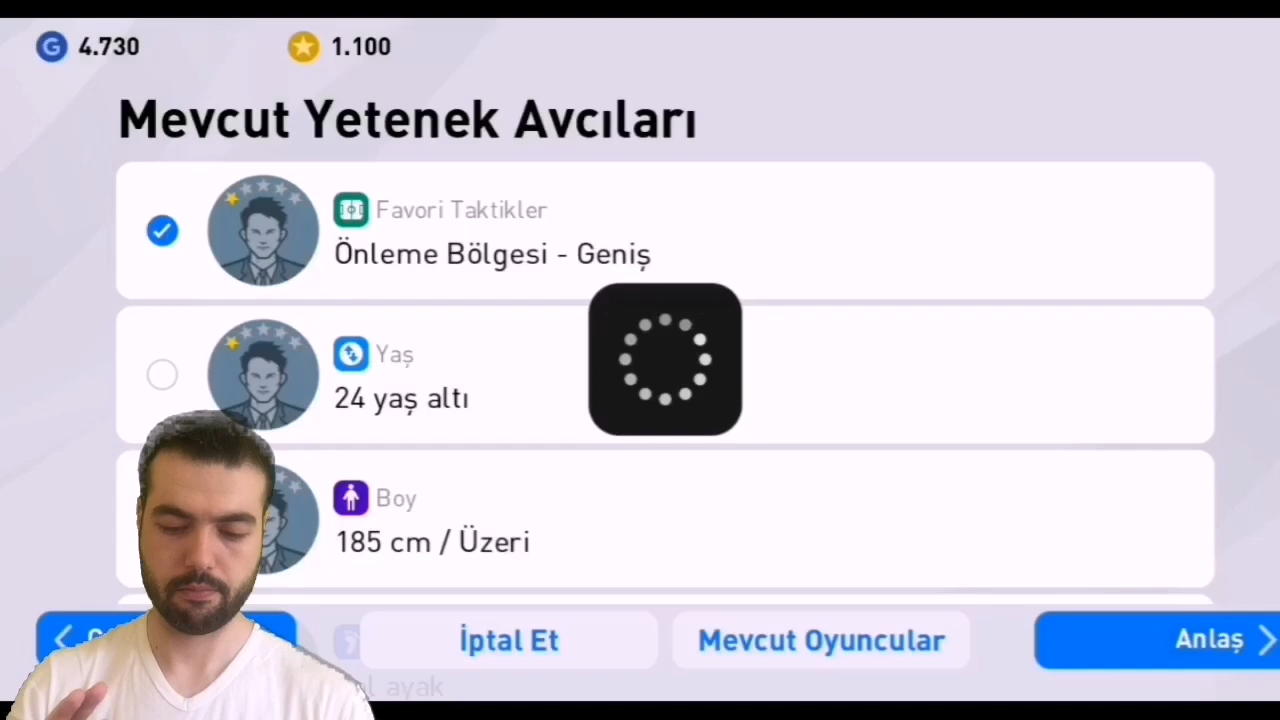 4.730
1.100
Mevcut Yetenek Avcıları
Favori Taktikler
Önleme Bölgesi - Geniş
Yaş
24 yaş altı
Boy
185 cm / Üzeri
İptal Et
Mevcut Oyuncular
Anlaş
ayak